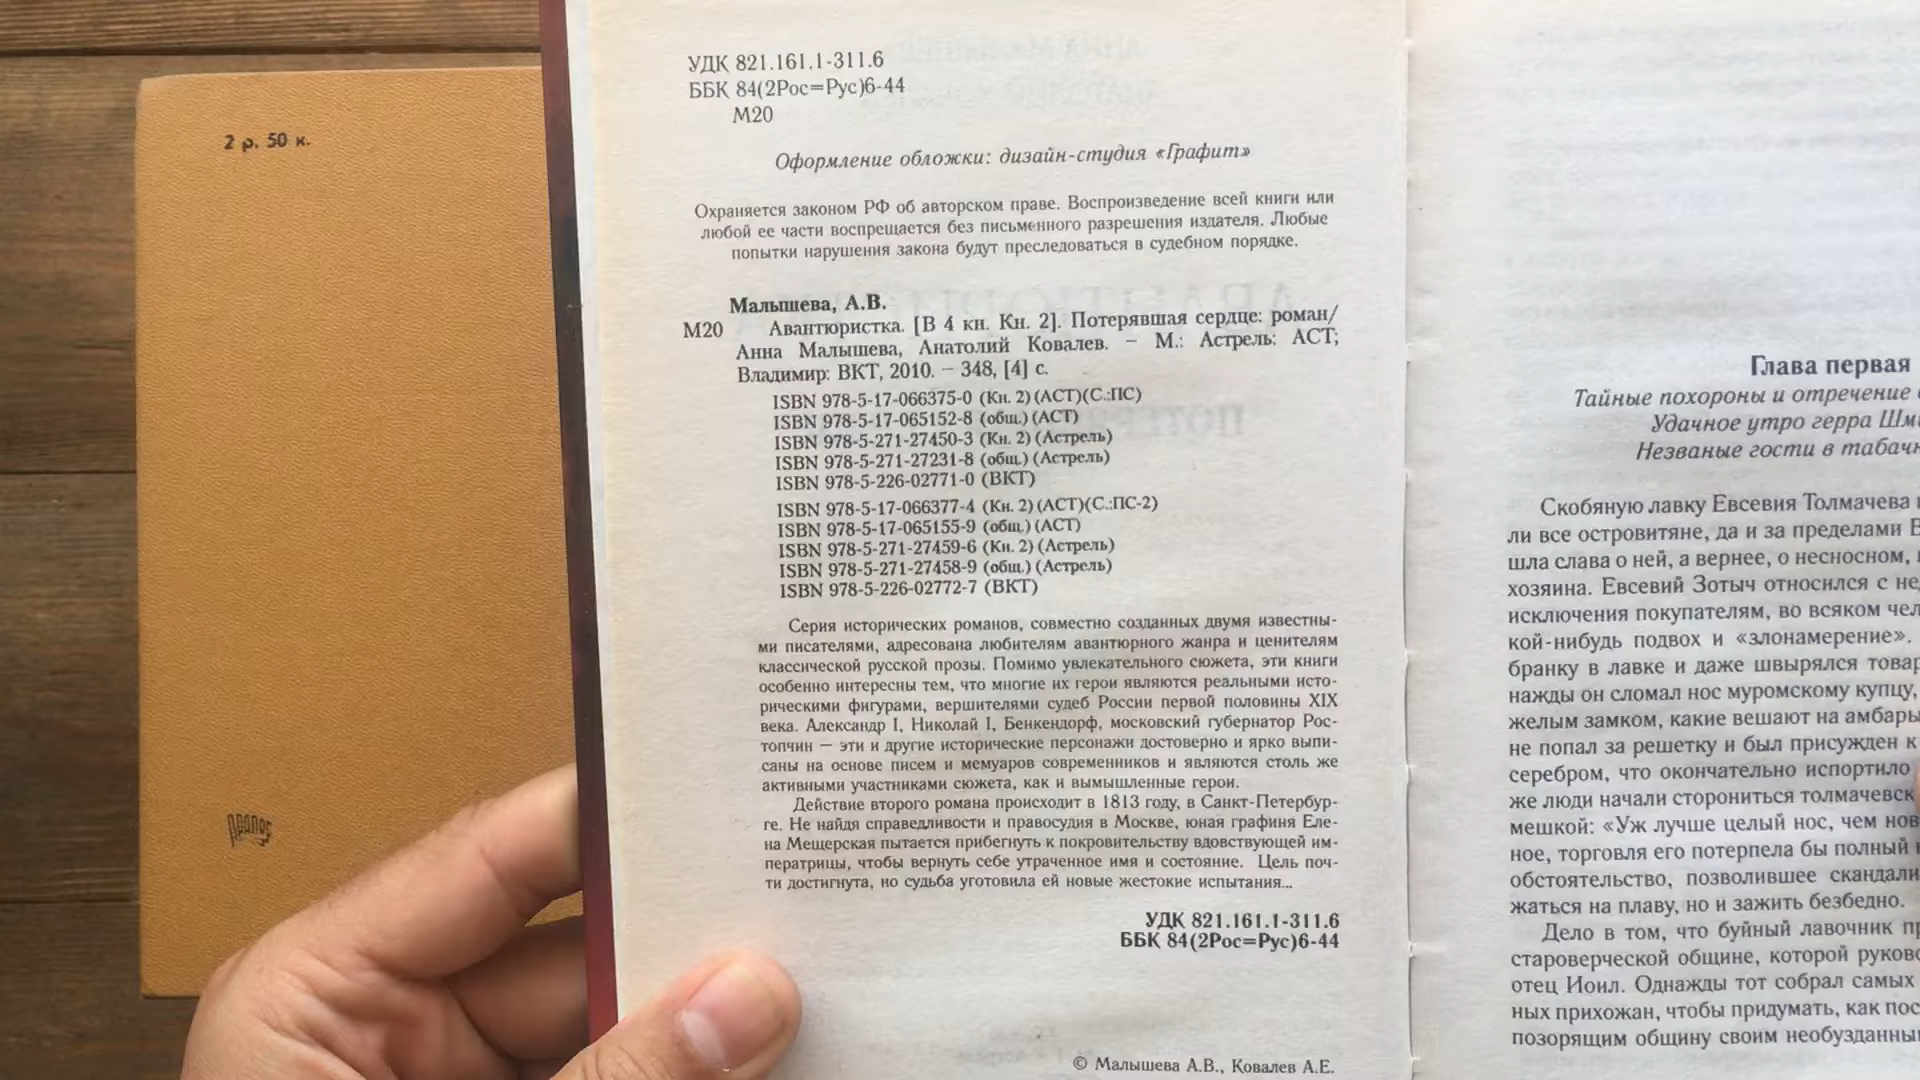 2 р. 50 к.
прапос
УДК 821.161.1-311.6
ББК 84(2Рос=Рус)6-44
М20
Оформление обложки: дизайн-студия «Графит»
Охраняется законом РФ об авторском праве. Воспроизведение всей книги или
любой ее части воспрещается без письменного разрешения издателя. Любые
попытки нарушения закона будут преследоваться в судебном порядке.
Малышева, А.В.
М20 Авантюристка. [В 4 кн. Кн. 2]. Потерявшая сердце: роман/
Анна Малышева, Анатолий Ковалев. – М.: Астрель: АСТ;
Владимир: ВКТ, 2010. – 348, [4] с.
ISBN 978-5-17-066375-0 (Кн. 2) (АСТ)(С.:ПС)
ISBN 978-5-17-065152-8 (общ.) (АСТ)
ISBN 978-5-271-27450-3 (Кн. 2) (Астрель)
ISBN 978-5-271-27231-8 (общ.) (Астрель)
ISBN 978-5-226-02771-0 (ВКТ)
ISBN 978-5-17-066377-4 (Кн. 2) (АСТ)(С.:ПС-2)
ISBN 978-5-17-065155-9 (общ.) (АСТ)
ISBN 978-5-271-27459-6 (Кн. 2) (Астрель)
ISBN 978-5-271-27458-9 (общ.) (Астрель)
ISBN 978-5-226-02772-7 (ВКТ)
Серия исторических романов, совместно созданных двумя известны-
ми писателями, адресована любителям авантюрного жанра и ценителям
классической русской прозы. Помимо увлекательного сюжета, эти книги
особенно интересны тем, что многие их герои являются реальными исто-
рическими фигурами, вершителями судеб России первой половины XIX
века. Александр I, Николай I, Бенкендорф, московский губернатор Рос-
топчин — эти и другие исторические персонажи достоверно и ярко выпи-
саны на основе писем и мемуаров современников и являются столь же
активными участниками сюжета, как и вымышленные герои.
Действие второго романа происходит в 1813 году, в Санкт-Петербур-
ге. Не найдя справедливости и правосудия в Москве, юная графиня Еле-
на Мещерская пытается прибегнуть к покровительству вдовствующей им-
ператрицы, чтобы вернуть себе утраченное имя и состояние. Цель поч-
ти достигнута, но судьба уготовила ей новые жестокие испытания...
УДК 821.161.1-311.6
ББК 84(2Рос=Рус)6-44
© Малышева А.В., Ковалев А.Е.
Глава первая
Тайные похороны и отречение
Удачное утро герра
Незваные гости в
Скобяную лавку Евсевия Толмачева
ли все островитяне, да и за пределами
шла слава о ней, а вернее, о несносном,
хозяина. Евсевий Зотыч относился с
исключения покупателям, во всяком
кой-нибудь подвох и «злонамерение».
бранку в лавке и даже швырялся
нажды он сломал нос муромскому купцу,
желым замком, какие вешают на амбары
не попал за решетку и был присужден к
серебром, что окончательно испортило
же люди начали сторониться
мешкой: «Уж лучше целый нос, чем
ное, торговля его потерпела бы полный
обстоятельство, позволившее
жаться на плаву, но и зажить безбедно.
Дело в том, что буйный лавочник
староверческой общине, которой
отец Иоил. Однажды тот собрал самых
ных прихожан, чтобы придумать, как
позорящим общину своим